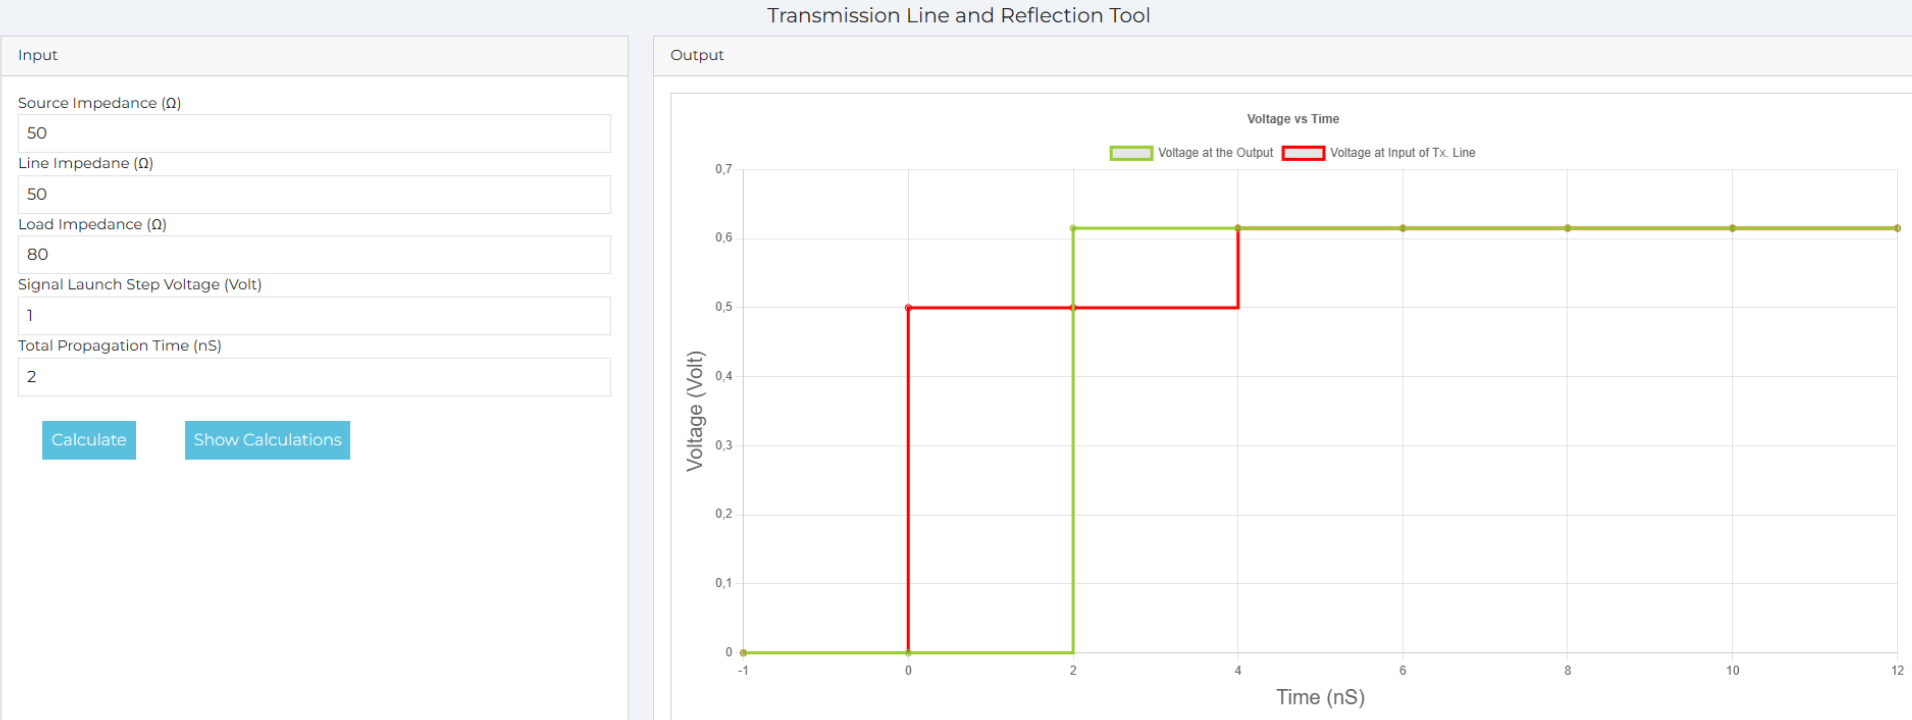 Transmission Line and Reflection Tool
Input
Source Impedance (Ω)
50
Line Impedane (Ω)
50
Load Impedance (Ω)
80
Signal Launch Step Voltage (Volt)
1
Total Propagation Time (nS)
2
Calculate Show Calculations
Output
Voltage vs Time
Voltage at the Output Voltage at Input of Tx. Line
Voltage (Volt)
0,7
0,6
0,5
0,4
0,3
0,2
0,1
0
-1 0 2 4 6 8 10 12
Time (nS)